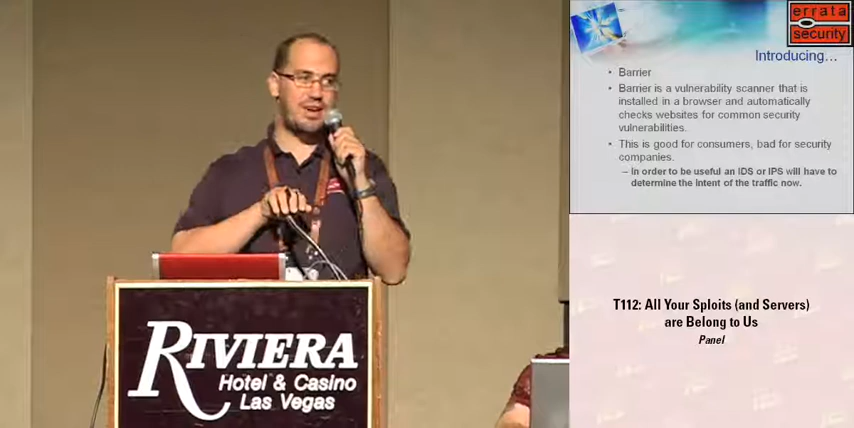 RIVIERA
Hotel & Casino
Las Vegas
errata
security
Introducing...
• Barrier
• Barrier is a vulnerability scanner that is
installed in a browser and automatically
checks websites for common security
vulnerabilities.
• This is good for consumers, bad for security
companies.
– In order to be useful an IDS or IPS will have to
determine the intent of the traffic now.
T112: All Your Sploits (and Servers)
are Belong to Us
Panel